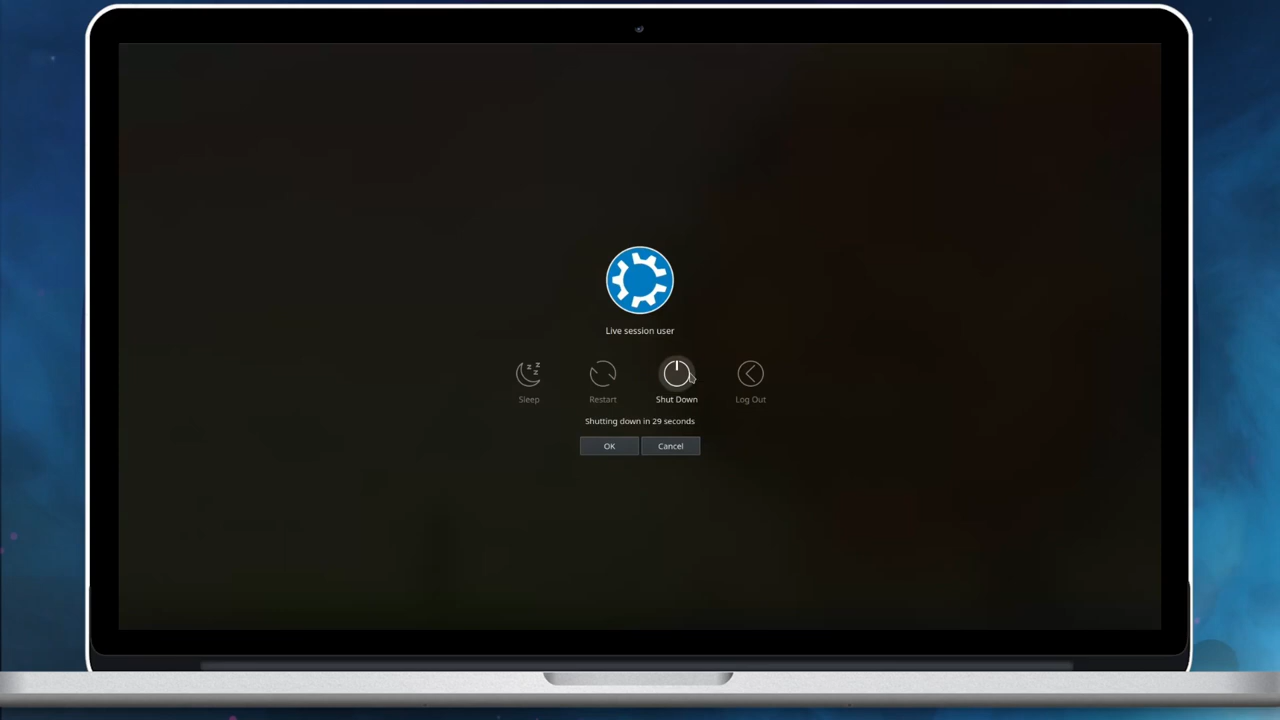 Live session user
Sleep
Restart
Shut Down
Log Out
Shutting down in 29 seconds
OK
Cancel